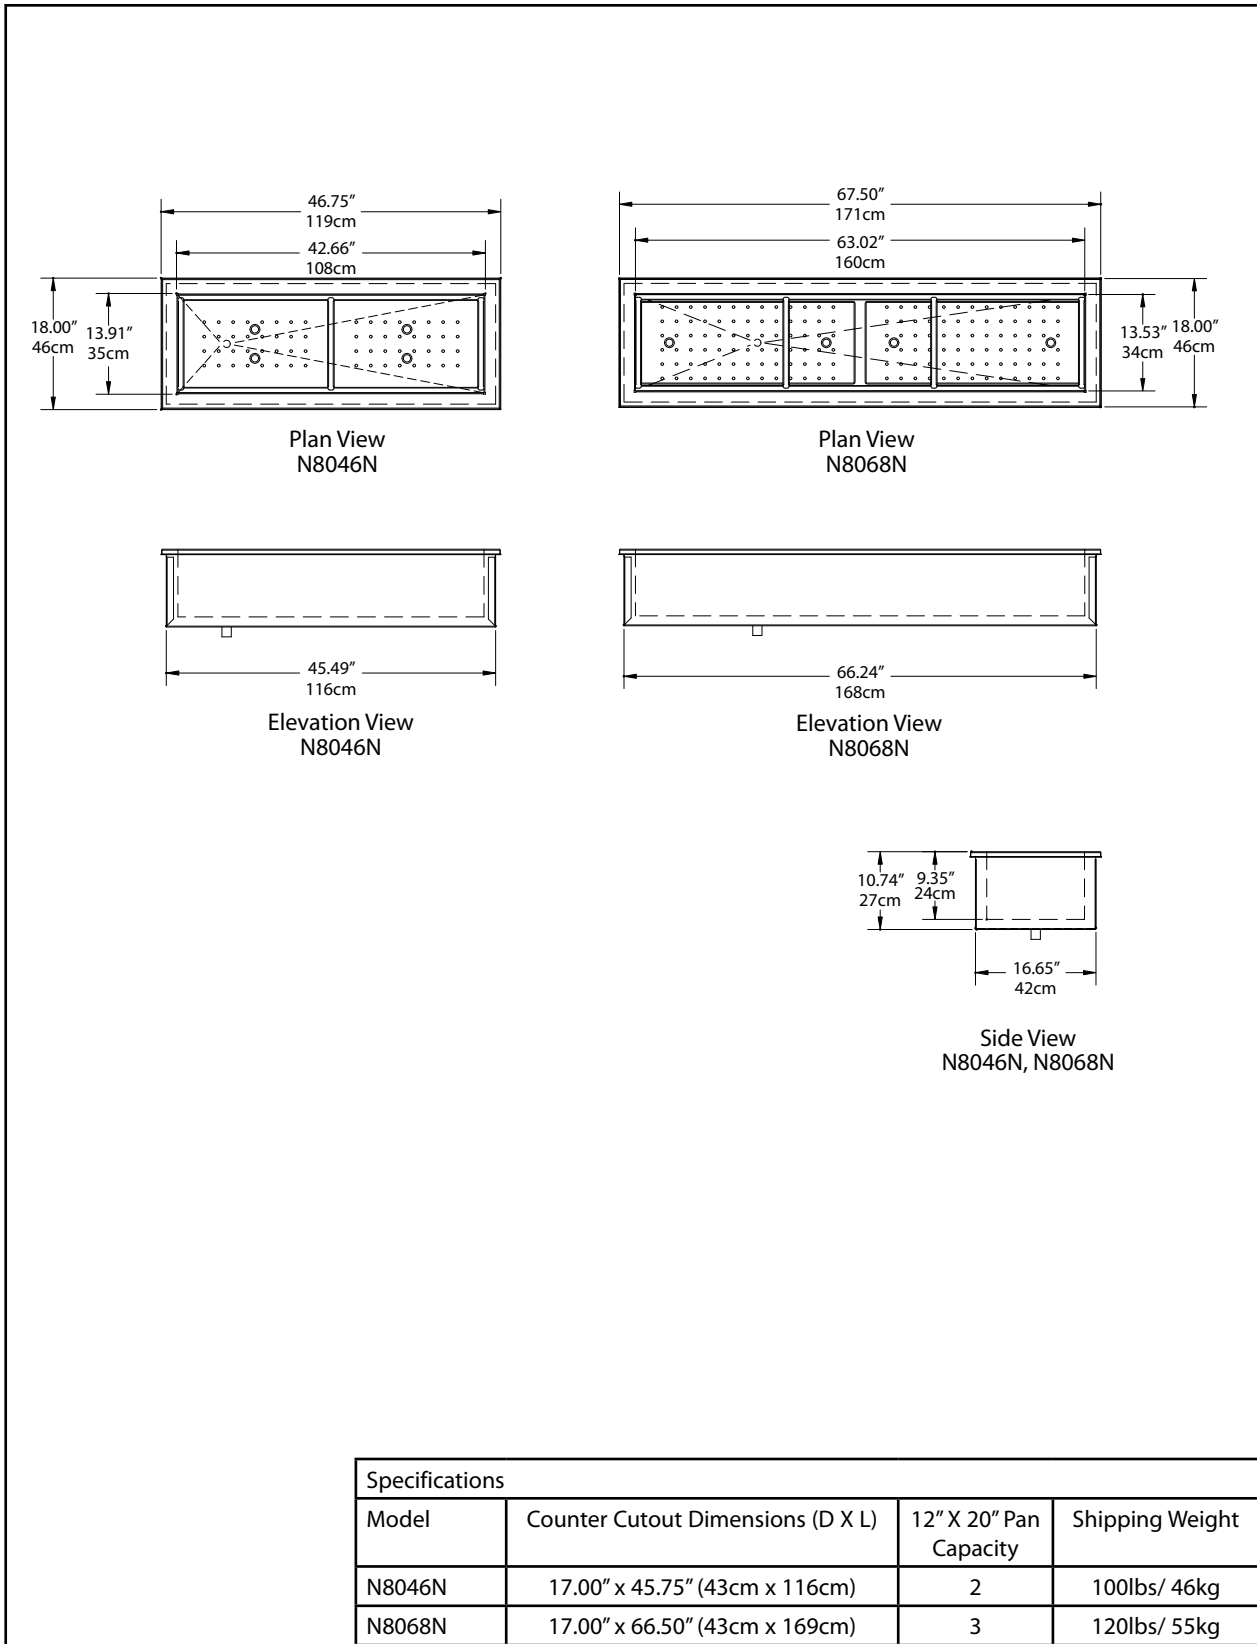 46.75”
119cm
42.66”
108cm
18.00”
46cm
13.91”
35cm
Plan View
N8046N
67.50”
171cm
63.02”
160cm
13.53”
34cm
18.00”
46cm
Plan View
N8068N
45.49”
116cm
Elevation View
N8046N
66.24”
168cm
Elevation View
N8068N
10.74”
27cm
9.35”
24cm
16.65”
42cm
Side View
N8046N, N8068N
Specifications
Model Counter Cutout Dimensions (D X L) 12” X 20” Pan Shipping Weight
Capacity
N8046N 17.00” x 45.75” (43cm x 116cm) 2 100lbs/ 46kg
N8068N 17.00” x 66.50” (43cm x 169cm) 3 120lbs/ 55kg